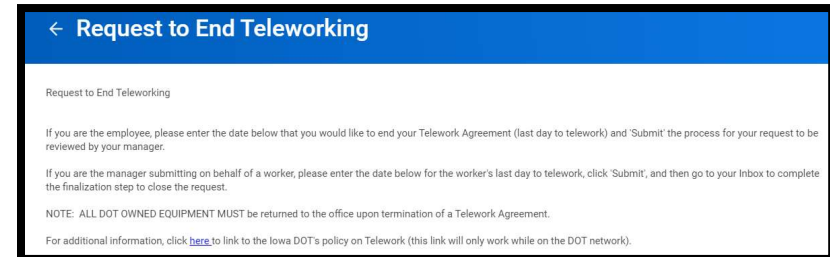 ← Request to End Teleworking
Request to End Teleworking
If you are the employee, please enter the date below that you would like to end your Telework Agreement (last day to telework) and 'Submit' the process for your request to be
reviewed by your manager.
If you are the manager submitting on behalf of a worker, please enter the date below for the worker's last day to telework, click 'Submit', and then go to your Inbox to complete
the finalization step to close the request.
NOTE: ALL DOT OWNED EQUIPMENT MUST be returned to the office upon termination of a Telework Agreement.
For additional information, click here to link to the Iowa DOT's policy on Telework (this link will only work while on the DOT network).